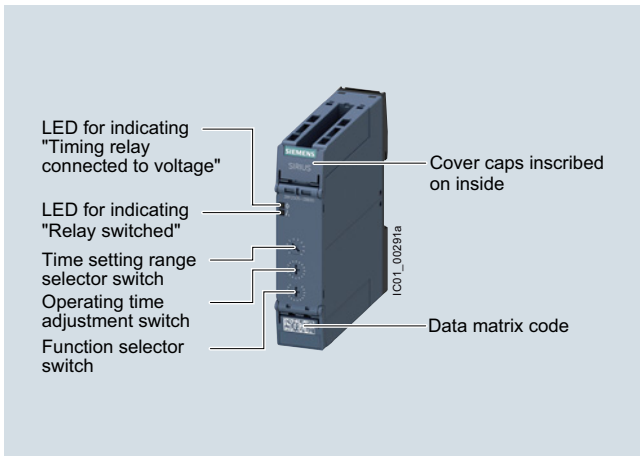 LED for indicating
"Timing relay
connected to voltage"
LED for indicating
"Relay switched"
Time setting range
selector switch
Operating time
adjustment switch
Function selector
switch
SIEMENS
SIRIUS
Cover caps inscribed
on inside
IC01_00291a
Data matrix code